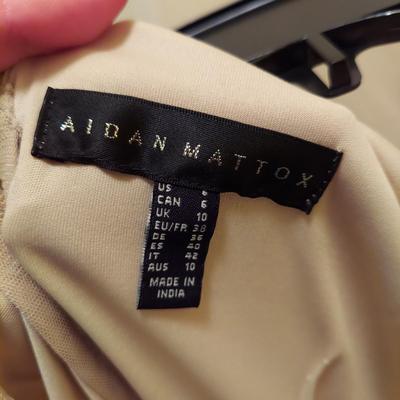 AIDAN MATTOX
US 6
CAN 6
UK 10
EU/FR 38
DE 36
ES 40
IT 42
AUS 10
MADE IN
INDIA